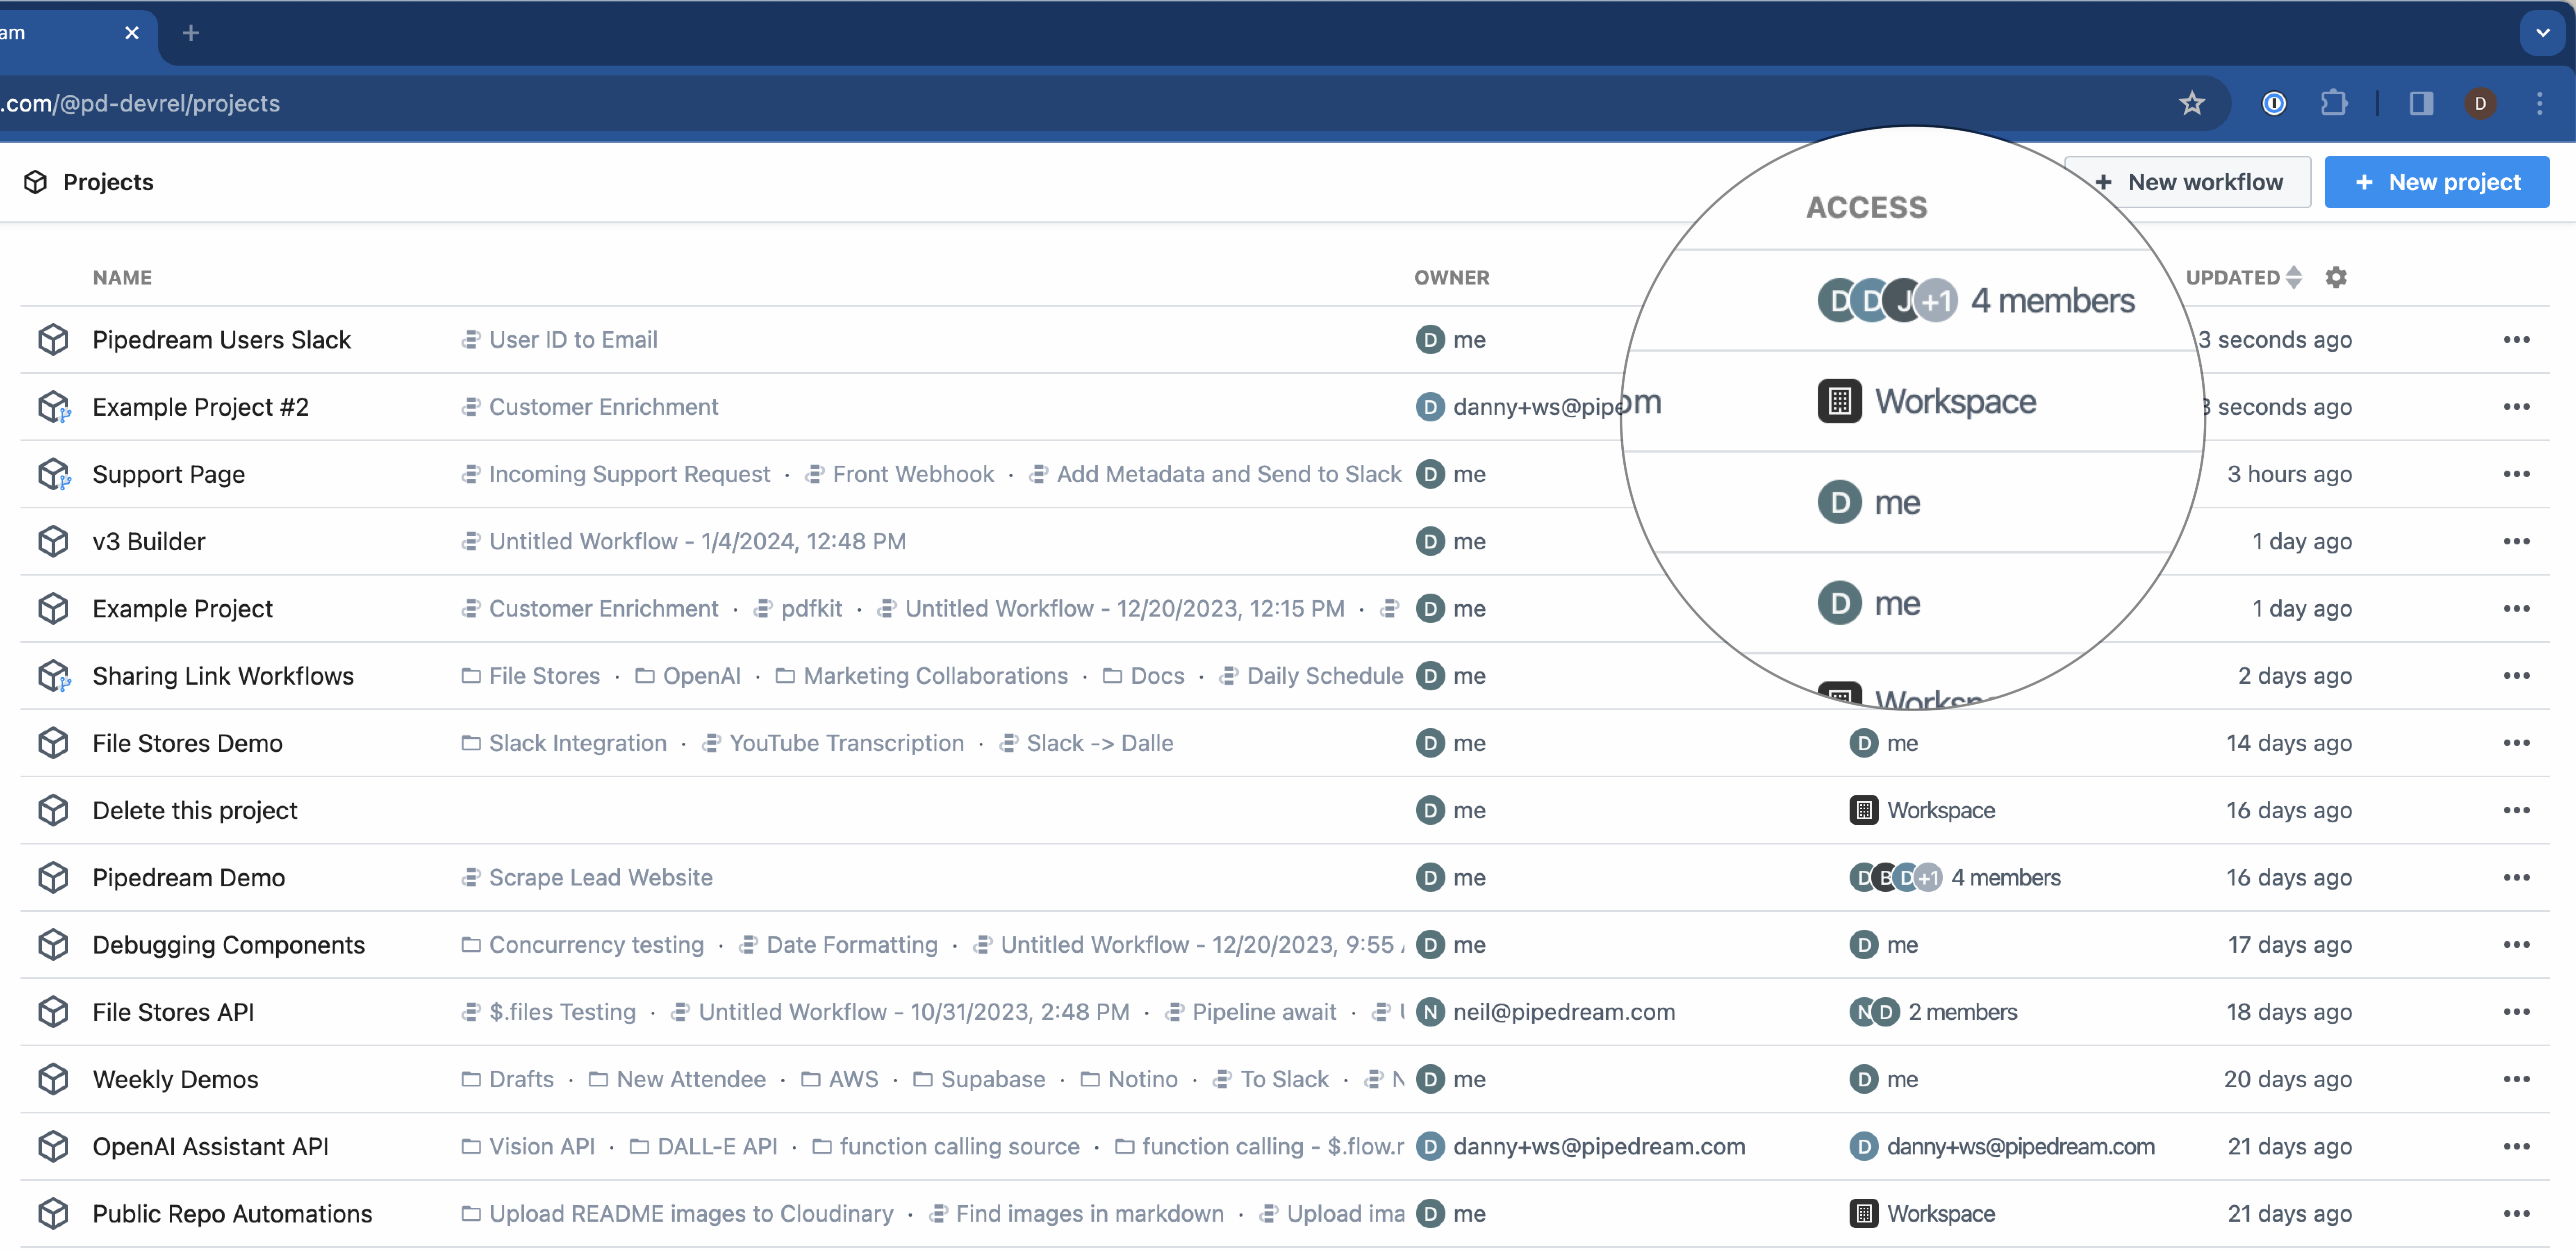 am
.com/@pd-devrel/projects
D
Projects
+ New workflow
+ New project
ACCESS
NAME
OWNER
UPDATED
Pipedream Users Slack User ID to Email D me D D J +1 4 members 3 seconds ago
Example Project #2 Customer Enrichment D danny+ws@pipe om Workspace 3 seconds ago
Support Page Incoming Support Request · Front Webhook · Add Metadata and Send to Slack D me D me 3 hours ago
v3 Builder Untitled Workflow - 1/4/2024, 12:48 PM D me D me 1 day ago
Example Project Customer Enrichment · pdfkit · Untitled Workflow - 12/20/2023, 12:15 PM · D me Worksp 1 day ago
Sharing Link Workflows File Stores · OpenAI · Marketing Collaborations · Docs · Daily Schedule D me 2 days ago
File Stores Demo Slack Integration · YouTube Transcription · Slack -> Dalle D me D me 14 days ago
Delete this project D me Workspace 16 days ago
Pipedream Demo Scrape Lead Website D me D B D +1 4 members 16 days ago
Debugging Components Concurrency testing · Date Formatting · Untitled Workflow - 12/20/2023, 9:55 D me D me 17 days ago
File Stores API $.files Testing · Untitled Workflow - 10/31/2023, 2:48 PM · Pipeline await · N neil@pipedream.com N D 2 members 18 days ago
Weekly Demos Drafts · New Attendee · AWS · Supabase · Notino · To Slack · N D me D me 20 days ago
OpenAI Assistant API Vision API · DALL-E API · function calling source · function calling - $.flow.r D danny+ws@pipedream.com D danny+ws@pipedream.com 21 days ago
Public Repo Automations Upload README images to Cloudinary · Find images in markdown · Upload ima D me Workspace 21 days ago